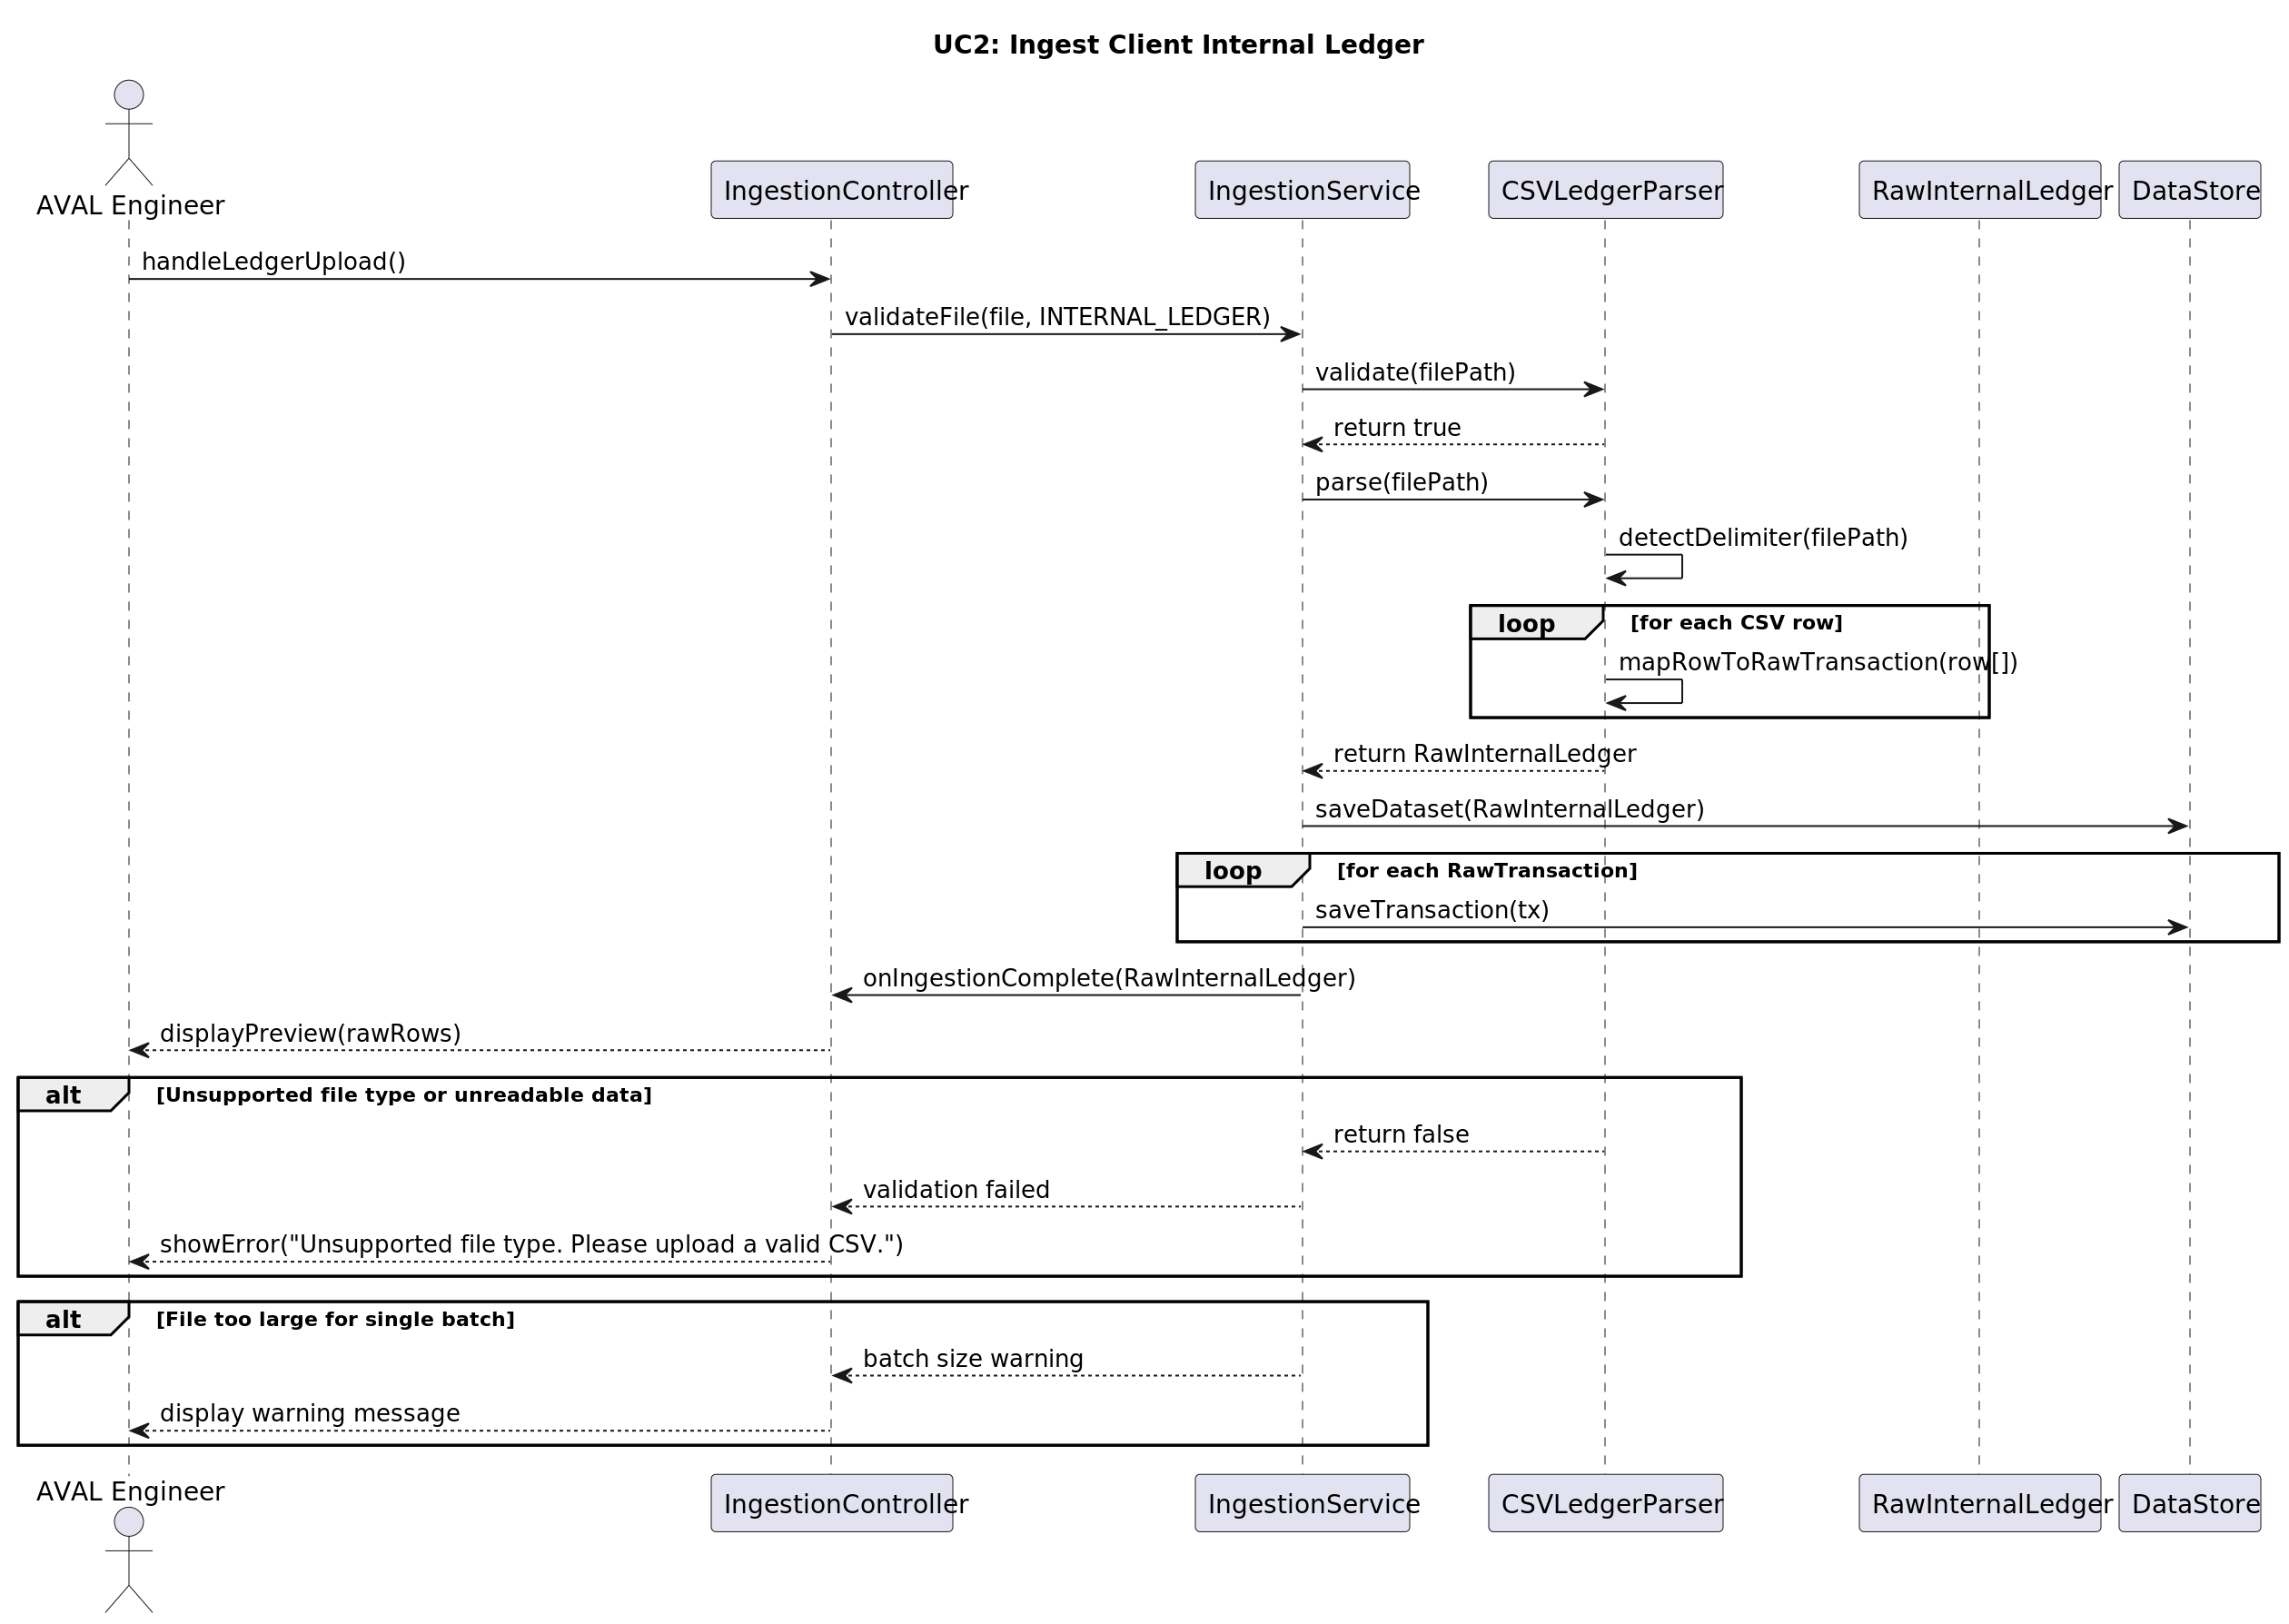 UC2: Ingest Client Internal Ledger
AVAL Engineer
IngestionController
IngestionService
CSVLedgerParser
RawInternalLedger
DataStore
handleLedgerUpload()
validateFile(file, INTERNAL_LEDGER)
validate(filePath)
return true
parse(filePath)
detectDelimiter(filePath)
loop
[for each CSV row]
mapRowToRawTransaction(row[])
return RawInternalLedger
saveDataset(RawInternalLedger)
loop
[for each RawTransaction]
saveTransaction(tx)
onIngestionComplete(RawInternalLedger)
displayPreview(rawRows)
alt
[Unsupported file type or unreadable data]
return false
validation failed
showError("Unsupported file type. Please upload a valid CSV.")
alt
[File too large for single batch]
batch size warning
display warning message
AVAL Engineer
IngestionController
IngestionService
CSVLedgerParser
RawInternalLedger
DataStore